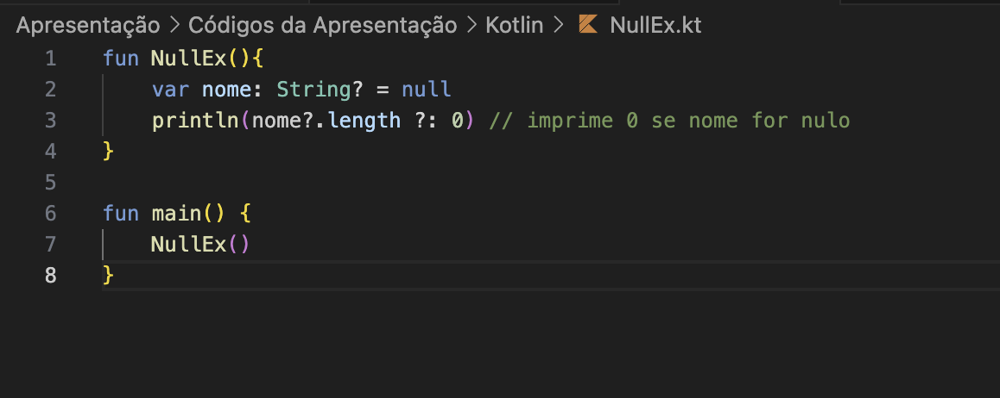 Apresentação > Códigos da Apresentação > Kotlin > NullEx.kt
1 fun NullEx(){
2 var nome: String? = null
3 println(nome?.length ?: 0) // imprime 0 se nome for nulo
4 }
5
6 fun main() {
7 NullEx()
8 }